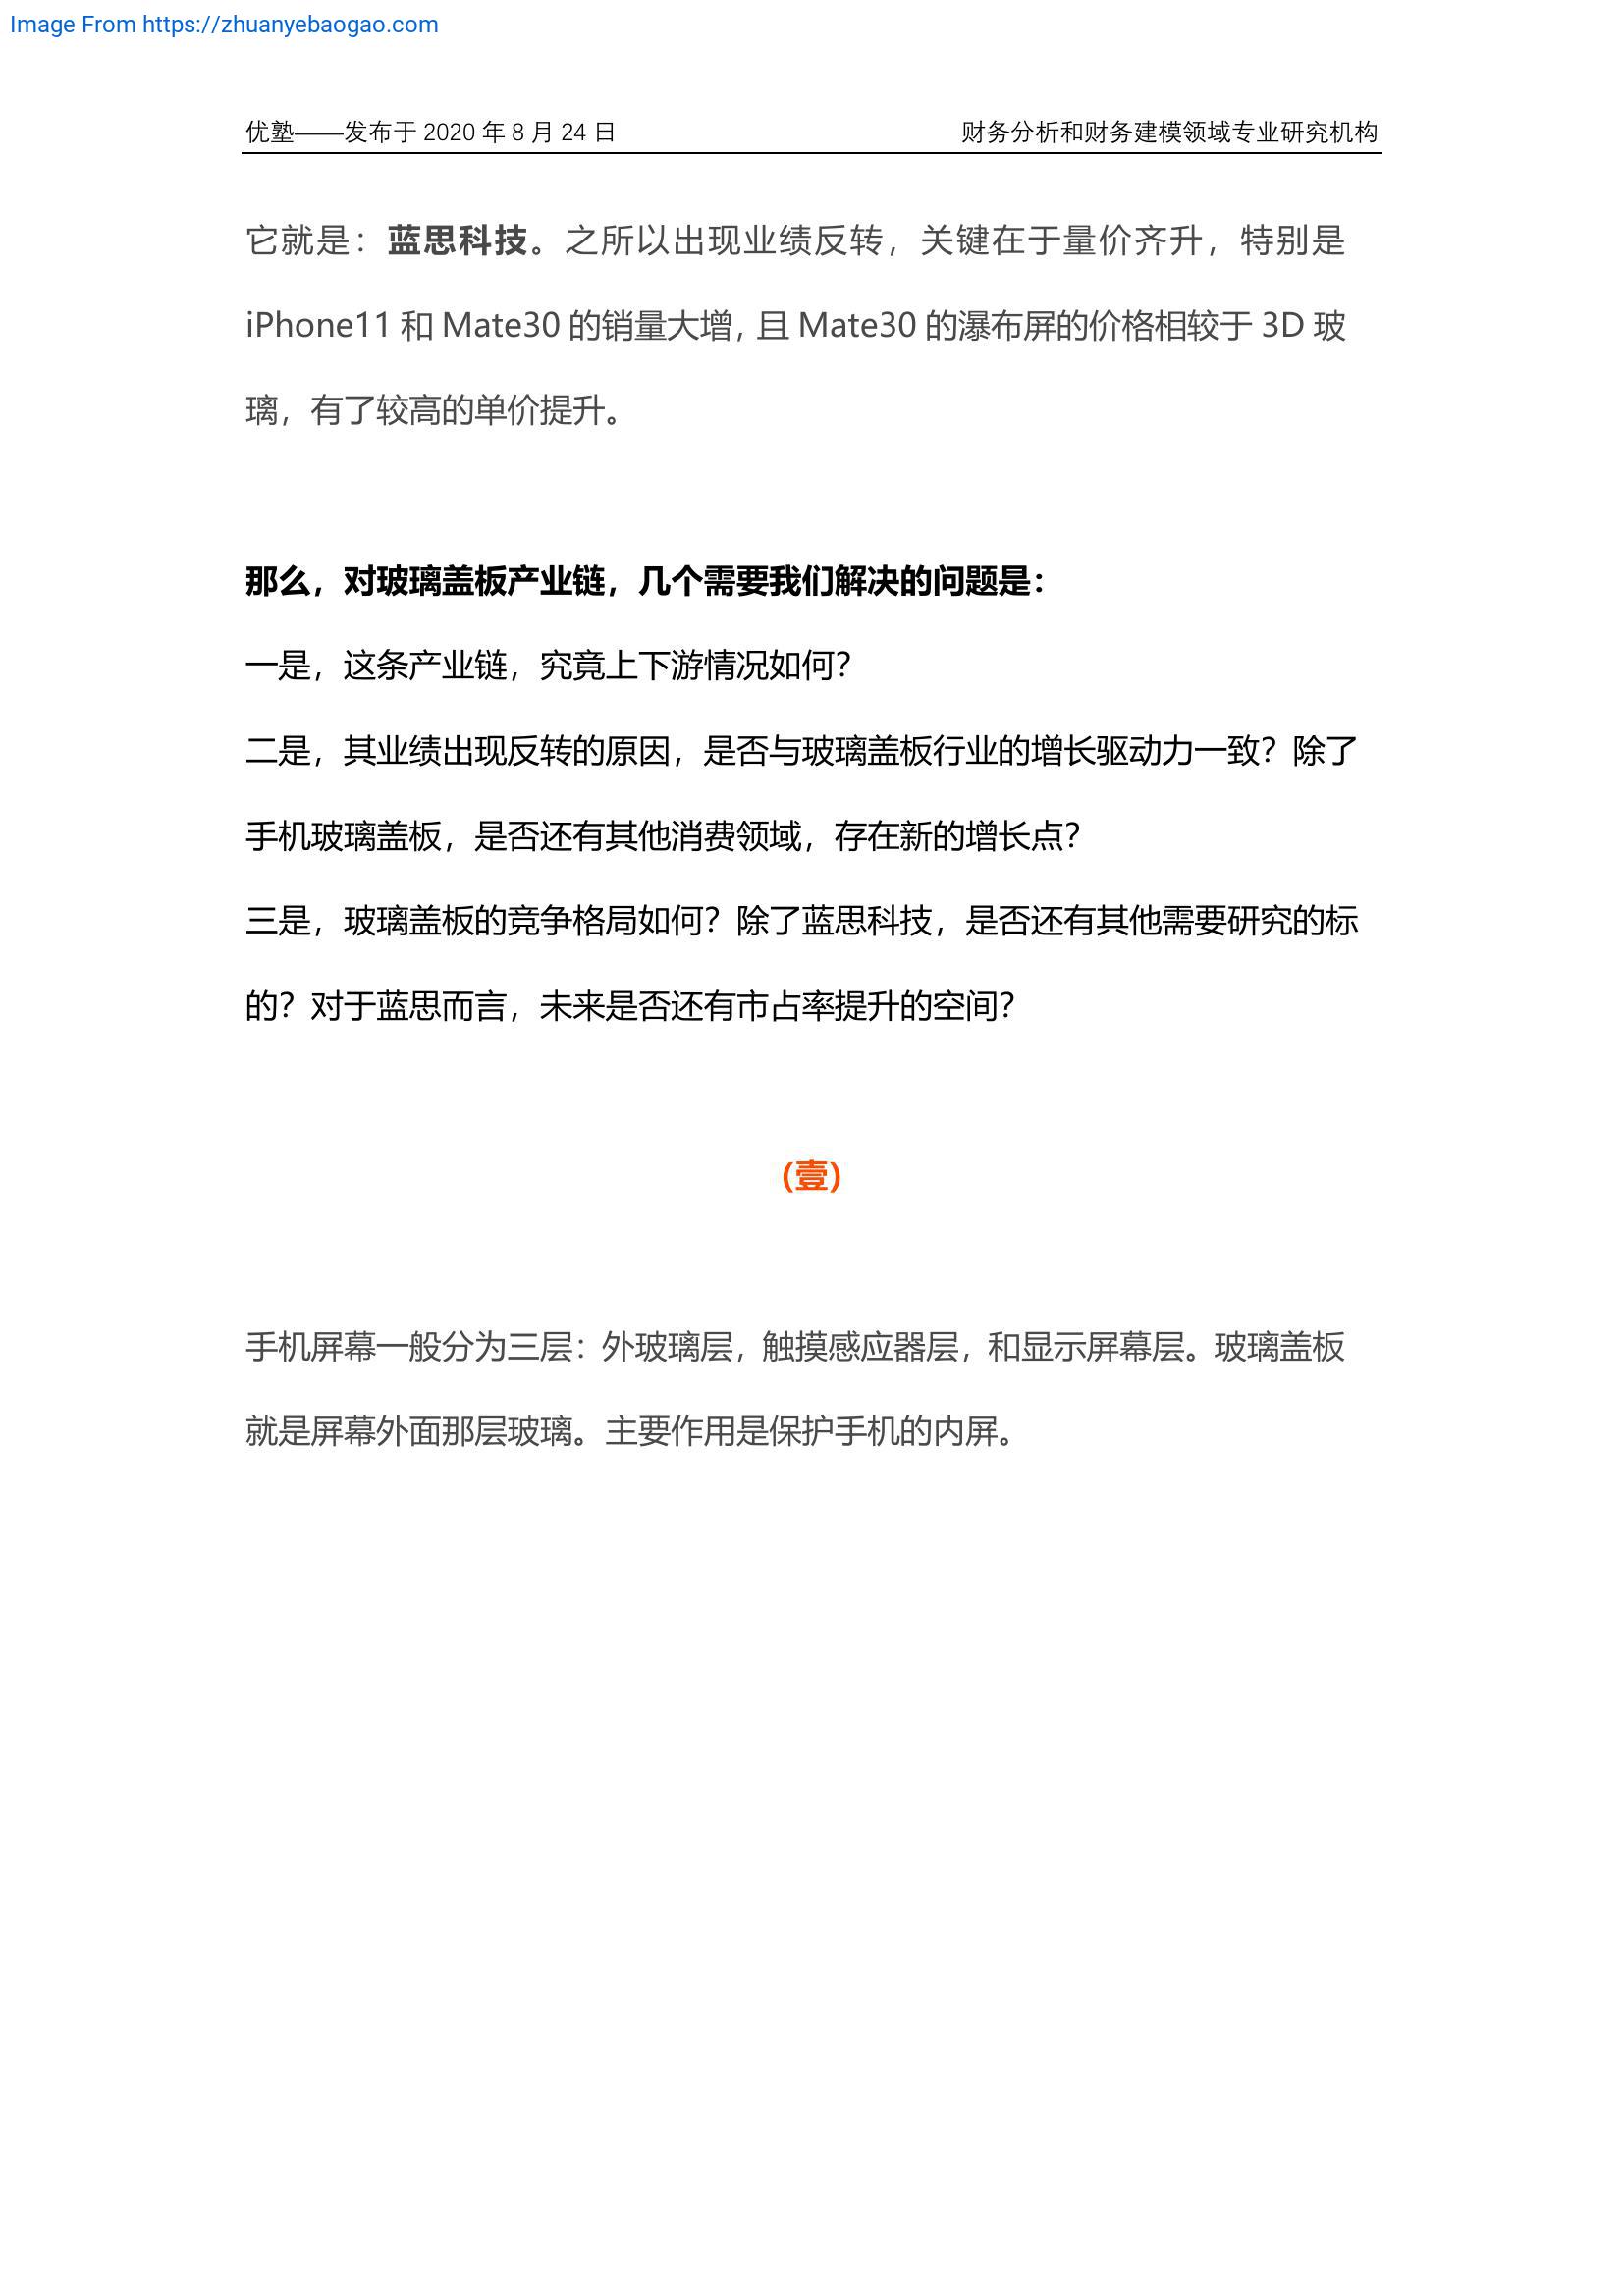 Image From https://zhuanyebaogao.com
优塾——发布于 2020 年 8 月 24 日 财务分析和财务建模领域专业研究机构
它就是：蓝思科技。之所以出现业绩反转，关键在于量价齐升，特别是
iPhone11 和 Mate30 的销量大增，且 Mate30 的瀑布屏的价格相较于 3D 玻
璃，有了较高的单价提升。
那么，对玻璃盖板产业链，几个需要我们解决的问题是：
一是，这条产业链，究竟上下游情况如何？
二是，其业绩出现反转的原因，是否与玻璃盖板行业的增长驱动力一致？除了
手机玻璃盖板，是否还有其他消费领域，存在新的增长点？
三是，玻璃盖板的竞争格局如何？除了蓝思科技，是否还有其他需要研究的标
的？对于蓝思而言，未来是否还有市占率提升的空间？
(壹)
手机屏幕一般分为三层：外玻璃层，触摸感应器层，和显示屏幕层。玻璃盖板
就是屏幕外面那层玻璃。主要作用是保护手机的内屏。